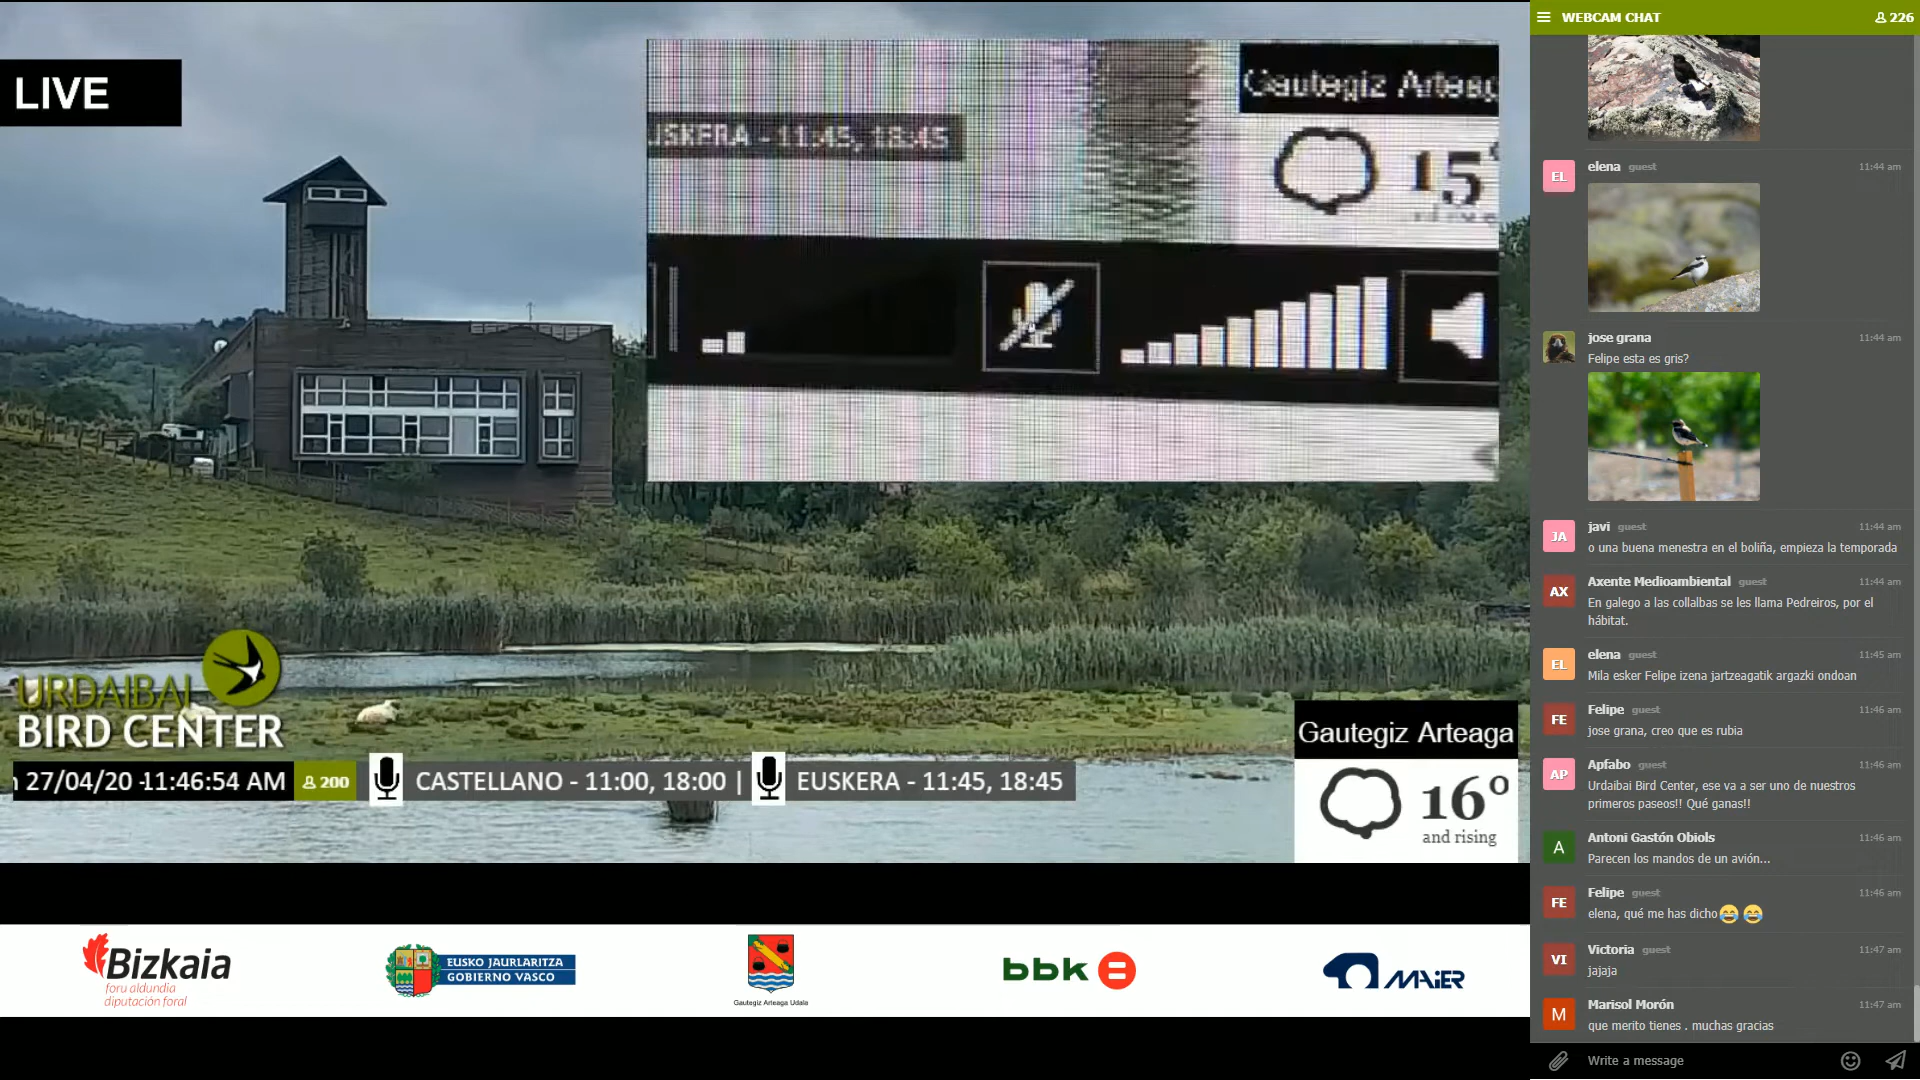 LIVE
Gautegiz Arteag
USKERA - 11:45, 18:45
15°
URDAIBAI
BIRD CENTER
27/04/20 -11:46:54 AM
200
CASTELLANO - 11:00, 18:00 |
EUSKERA - 11:45, 18:45
Gautegiz Arteaga
16°
and rising
Bizkaia
foru aldundia
diputación foral
EUSKO JAURLARITZA
GOBIERNO VASCO
Gautegiz Arteaga Udala
bbk
MAIER
WEBCAM CHAT
226
EL
elena guest
11:44 am
jose grana
11:44 am
Felipe esta es gris?
JA
javi guest
11:44 am
o una buena menestra en el boliña, empieza la temporada
AX
Axente Medioambiental guest
11:44 am
En galego a las collalbas se les llama Pedreiros, por el
hábitat.
EL
elena guest
11:45 am
Mila esker Felipe izena jartzeagatik argazki ondoan
FE
Felipe guest
11:46 am
jose grana, creo que es rubia
AP
Apfabo guest
11:46 am
Urdaibai Bird Center, ese va a ser uno de nuestros
primeros paseos!! Qué ganas!!
A
Antoni Gastón Obiols
11:46 am
Parecen los mandos de un avión...
FE
Felipe guest
11:46 am
elena, qué me has dicho😂 😂
VI
Victoria guest
11:47 am
jajaja
M
Marisol Morón
11:47 am
que merito tienes . muchas gracias
Write a message